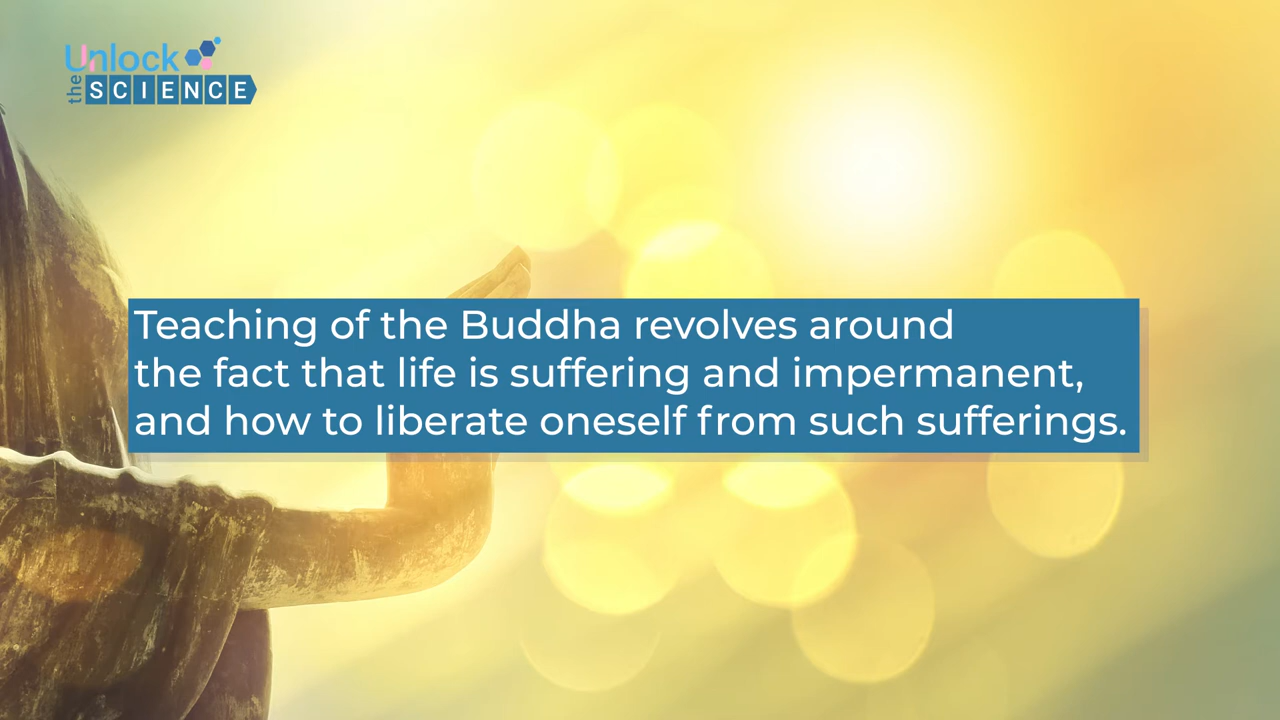 Unlock
the SCIENCE
Teaching of the Buddha revolves around
the fact that life is suffering and impermanent,
and how to liberate oneself from such sufferings.